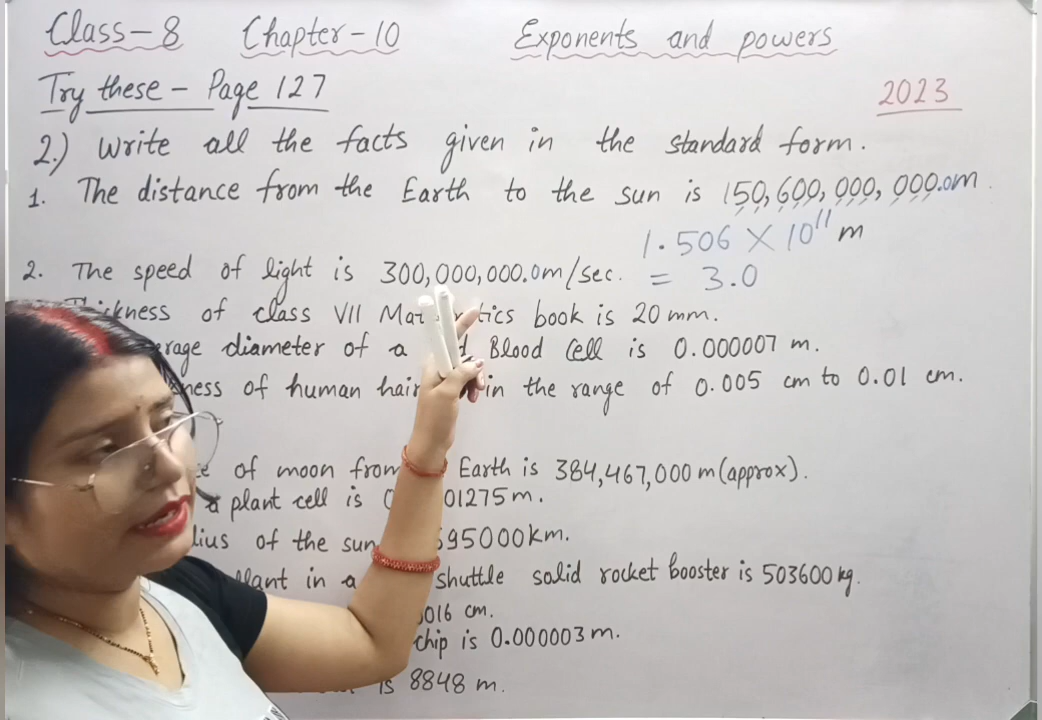 Class-8 Chapter-10 Exponents and powers
Try these - Page 127
2023
2.) Write all the facts given in the standard form.
1. The distance from the Earth to the sun is 150,600,000,000.0m.
1.506 × 10¹¹ m
2. The speed of light is 300,000,000.0m/sec. = 3.0
of class VII book is 20 mm.
diameter of a Blood Cell is 0.000007 m.
of human hair in the range of 0.005 cm to 0.01 cm.
of moon from Earth is 384,467,000 m (approx).
a plant cell is 01275m.
of the sun 95000km.
in a shuttle solid rocket booster is 503600 kg.
016 cm.
chip is 0.000003 m.
is 8848 m.